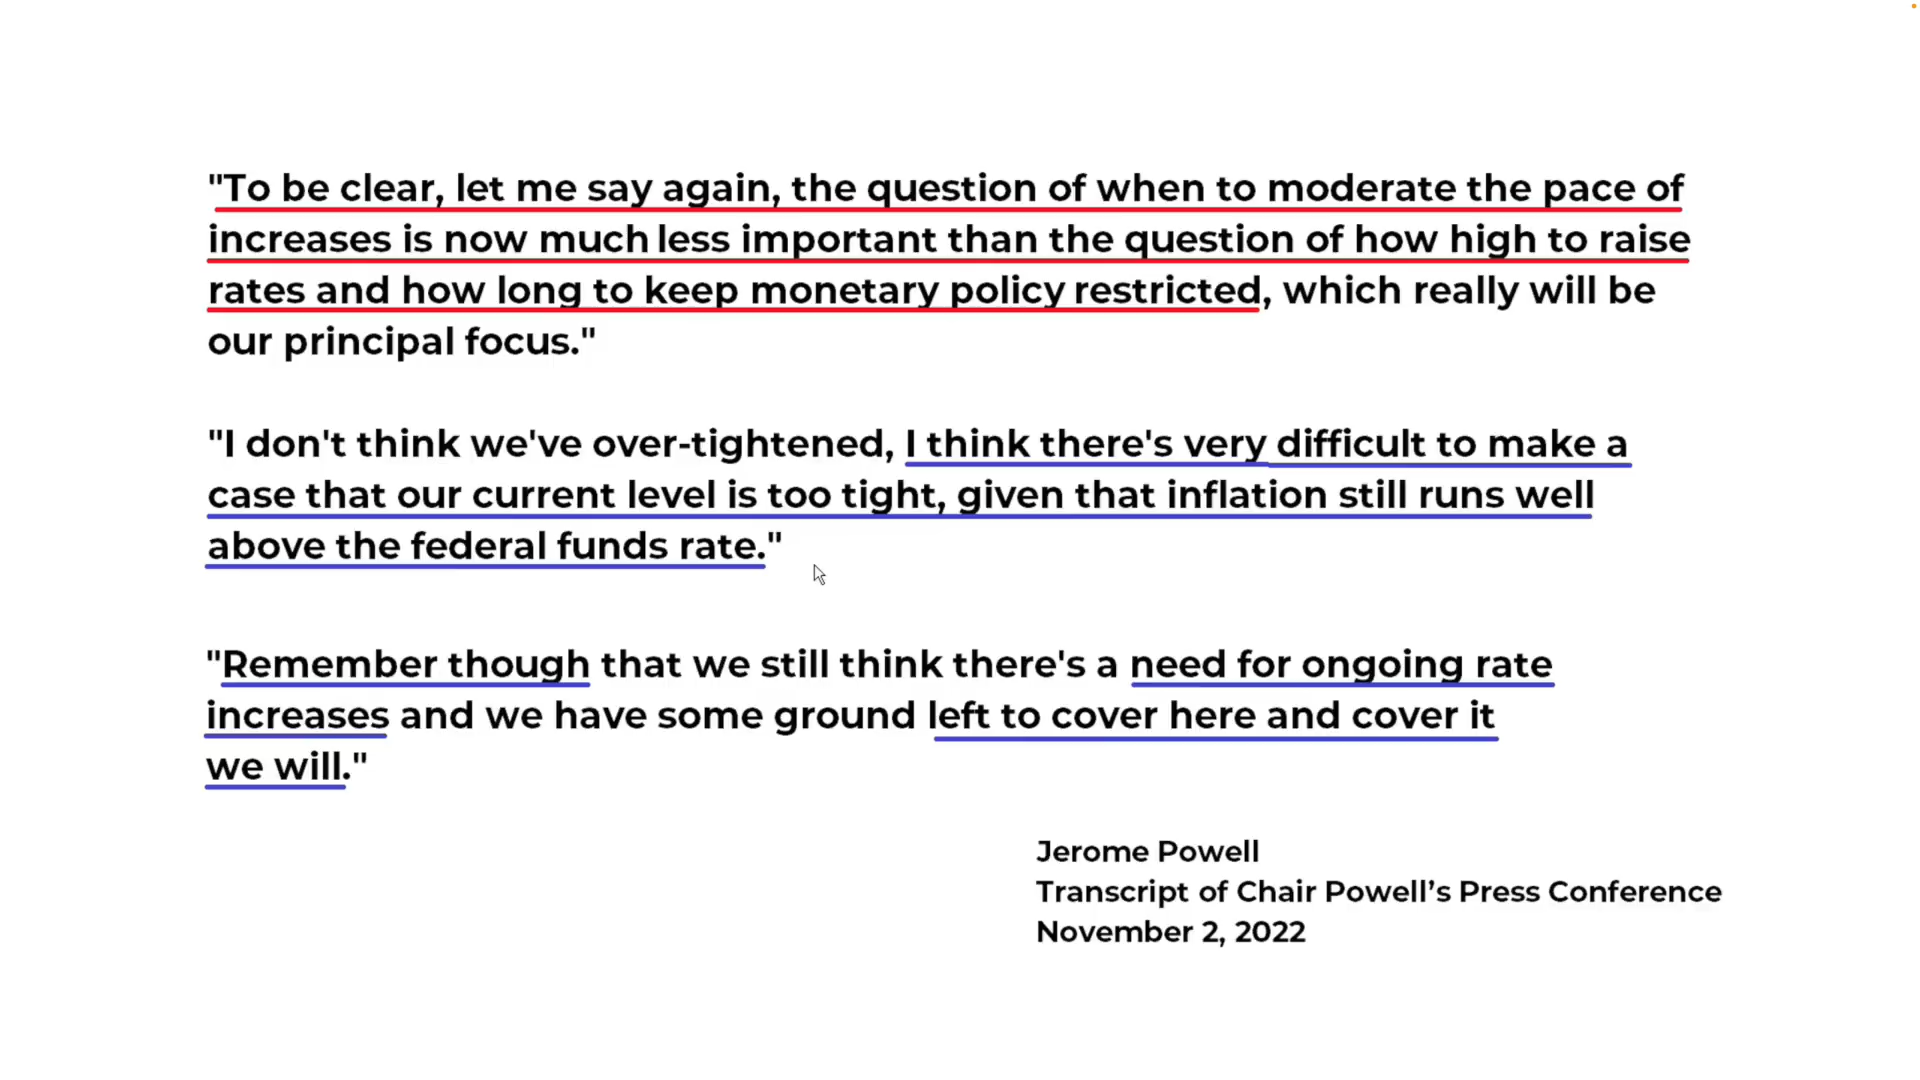 "To be clear, let me say again, the question of when to moderate the pace of
increases is now much less important than the question of how high to raise
rates and how long to keep monetary policy restricted, which really will be
our principal focus."
"I don't think we've over-tightened, I think there's very difficult to make a
case that our current level is too tight, given that inflation still runs well
above the federal funds rate."
"Remember though that we still think there's a need for ongoing rate
increases and we have some ground left to cover here and cover it
we will."
Jerome Powell
Transcript of Chair Powell’s Press Conference
November 2, 2022